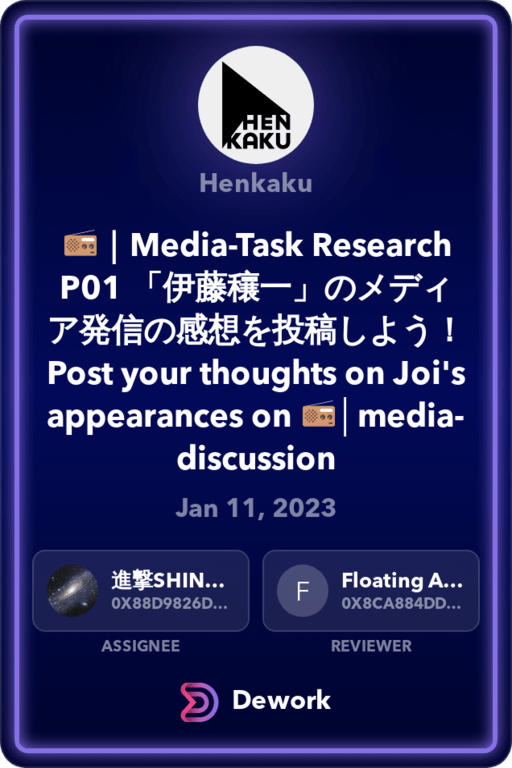 HEN
KAKU
Henkaku
📻 | Media-Task Research
P01 「伊藤穰一」のメディ
ア発信の感想を投稿しよう！
Post your thoughts on Joi's
appearances on 📻│media-
discussion
Jan 11, 2023
進撃SHIN...
0X88D9826D...
ASSIGNEE
F
Floating A...
0X8CA884DD...
REVIEWER
Dework